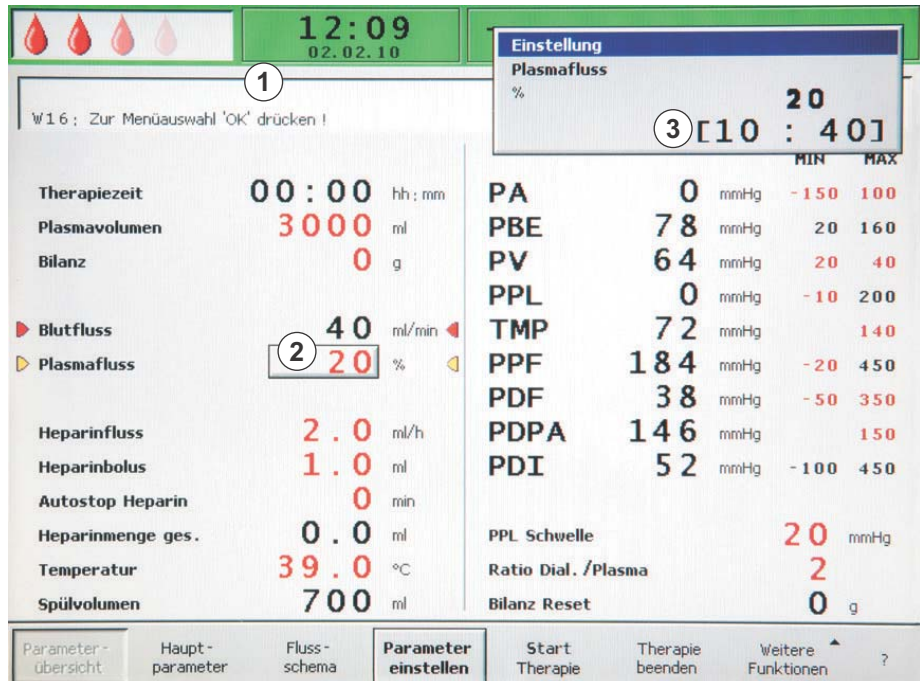 12:09
02.02.10
Einstellung
Plasmafluss
% 20
[10 : 40]
1
3
W16: Zur Menüauswahl 'OK' drücken !
MIN MAX
Therapiezeit 00:00 hh:mm
Plasmavolumen 3000 ml
Bilanz 0 g
Blutfluss 40 ml/min
Plasmafluss 2 20 %
Heparinfluss 2.0 ml/h
Heparinbolus 1.0 ml
Autostop Heparin 0 min
Heparinmenge ges. 0.0 ml
Temperatur 39.0 °C
Spülvolumen 700 ml
PA 0 mmHg -150 100
PBE 78 mmHg 20 160
PV 64 mmHg 20 40
PPL 0 mmHg -10 200
TMP 72 mmHg 140
PPF 184 mmHg -20 450
PDF 38 mmHg -50 350
PDPA 146 mmHg 150
PDI 52 mmHg -100 450
PPL Schwelle 20 mmHg
Ratio Dial./Plasma 2
Bilanz Reset 0 g
Parameter-
übersicht
Haupt-
parameter
Fluss-
schema
Parameter
einstellen
Start
Therapie
Therapie
beenden
Weitere
Funktionen
?